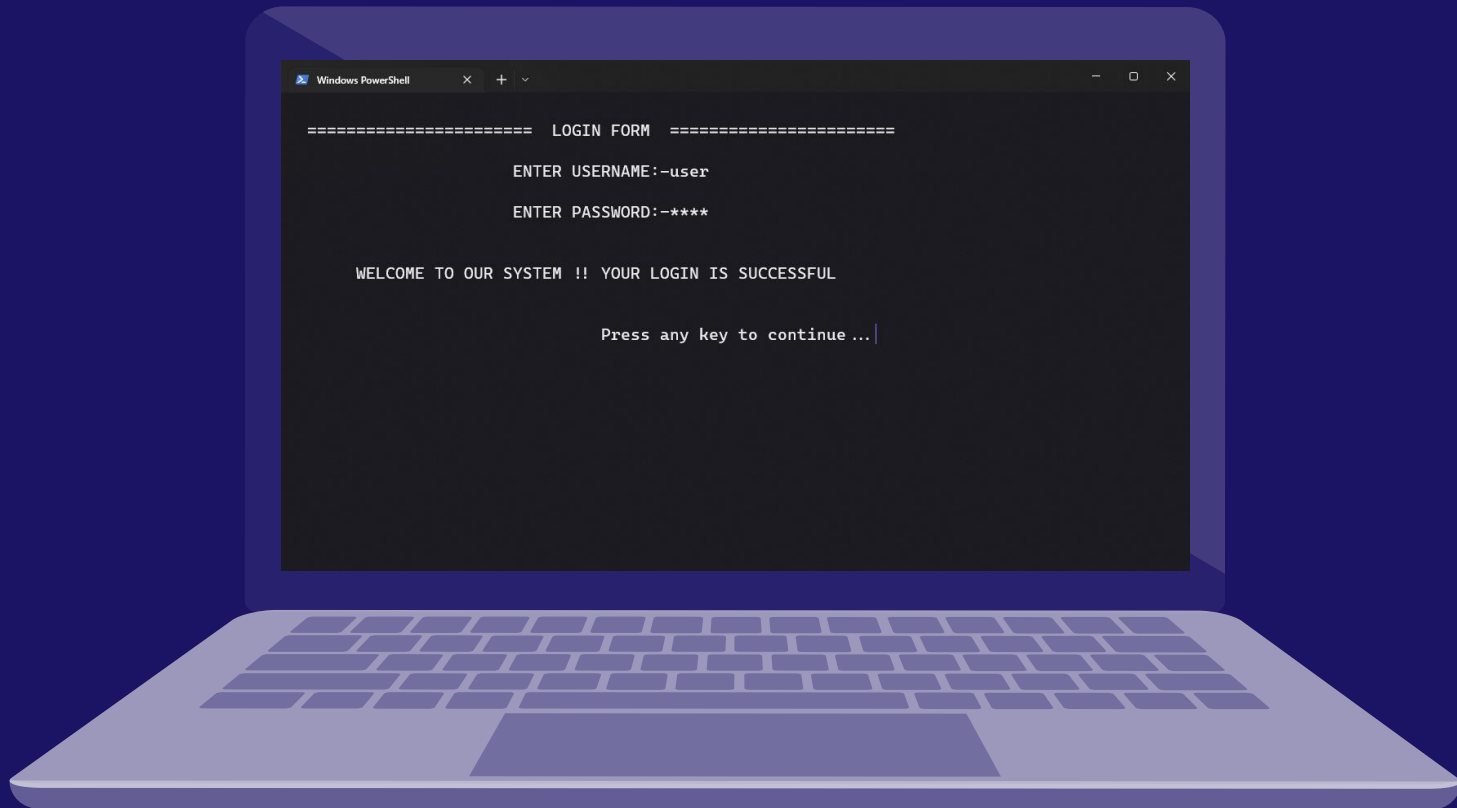 Windows PowerShell
======================= LOGIN FORM =======================
ENTER USERNAME:-user
ENTER PASSWORD:-****
WELCOME TO OUR SYSTEM !! YOUR LOGIN IS SUCCESSFUL
Press any key to continue...